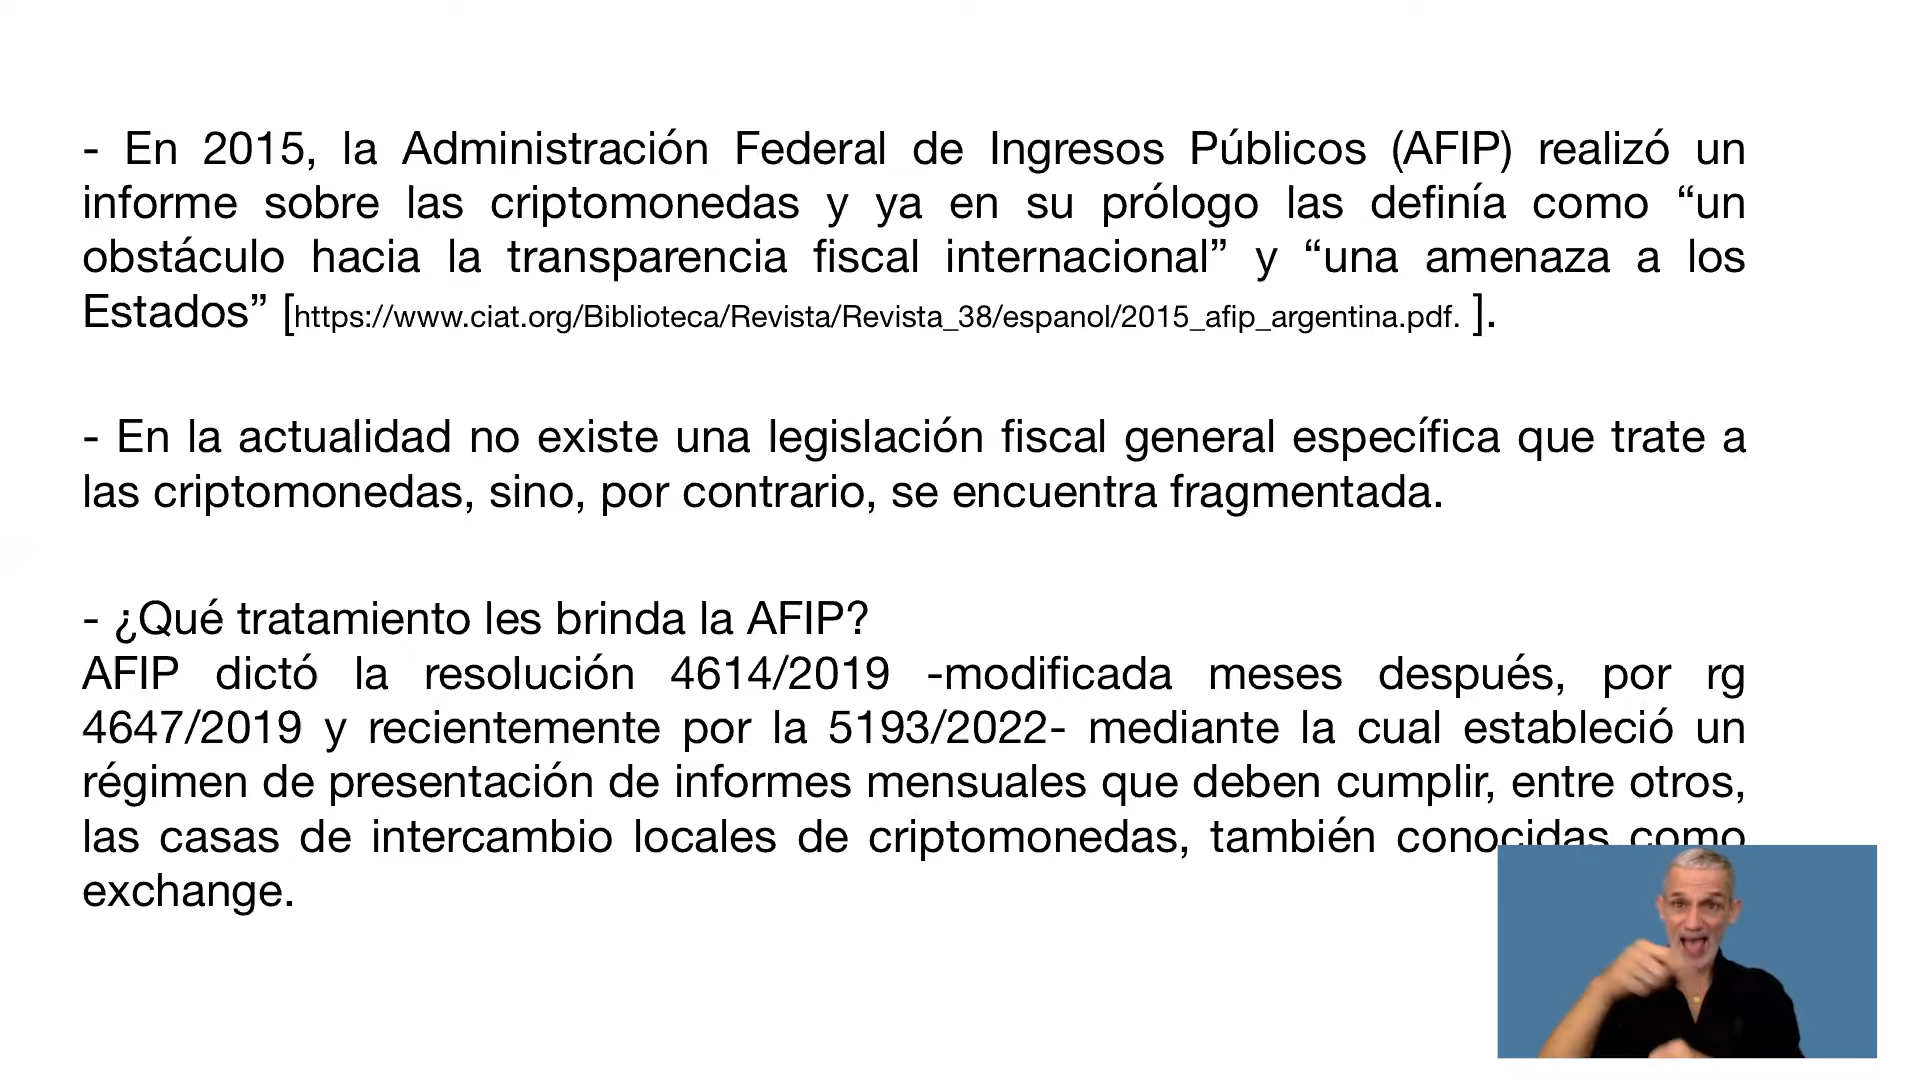 - En 2015, la Administración Federal de Ingresos Públicos (AFIP) realizó un
informe sobre las criptomonedas y ya en su prólogo las definía como “un
obstáculo hacia la transparencia fiscal internacional” y “una amenaza a los
Estados” [https://www.ciat.org/Biblioteca/Revista/Revista_38/espanol/2015_afip_argentina.pdf. ].
- En la actualidad no existe una legislación fiscal general específica que trate a
las criptomonedas, sino, por contrario, se encuentra fragmentada.
- ¿Qué tratamiento les brinda la AFIP?
AFIP dictó la resolución 4614/2019 -modificada meses después, por rg
4647/2019 y recientemente por la 5193/2022- mediante la cual estableció un
régimen de presentación de informes mensuales que deben cumplir, entre otros,
las casas de intercambio locales de criptomonedas, también conocidas como
exchange.